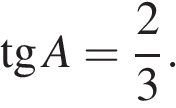 tg A = 2/3.